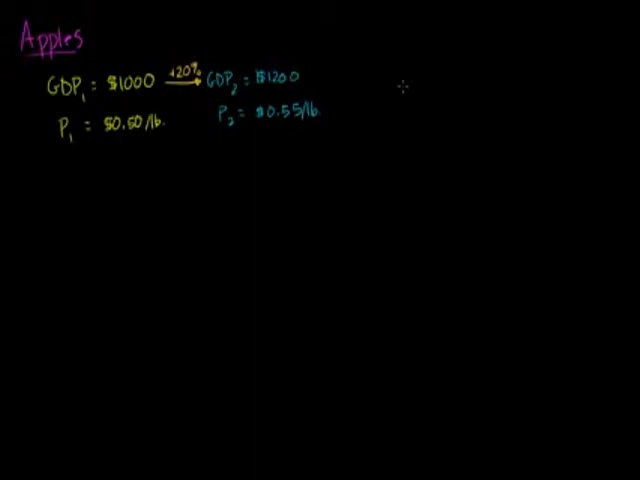 Apples
GDP₁ = $1000 +20% GDP₂ = $1200
P₁ = $0.50/lb. P₂ = $0.55/lb.